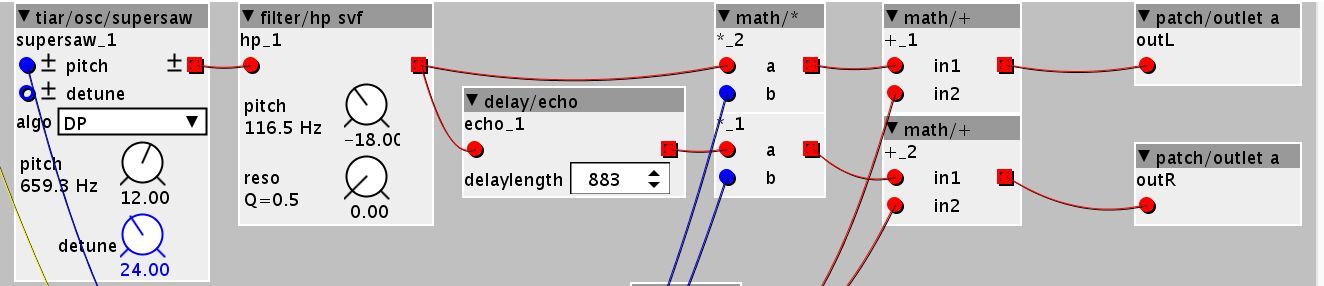 ▼ tiar/osc/supersaw
supersaw_1
± pitch ±
± detune
algo DP ▼
pitch
659.3 Hz
12.00
detune
24.00
▼ filter/hp svf
hp_1
pitch
116.5 Hz
-18.00
reso
Q=0.5
0.00
▼ delay/echo
echo_1
delaylength 883
▼ math/*
*_2
a
b
*_1
a
b
▼ math/+
+_1
in1
in2
▼ math/+
+_2
in1
in2
▼ patch/outlet a
outL
▼ patch/outlet a
outR